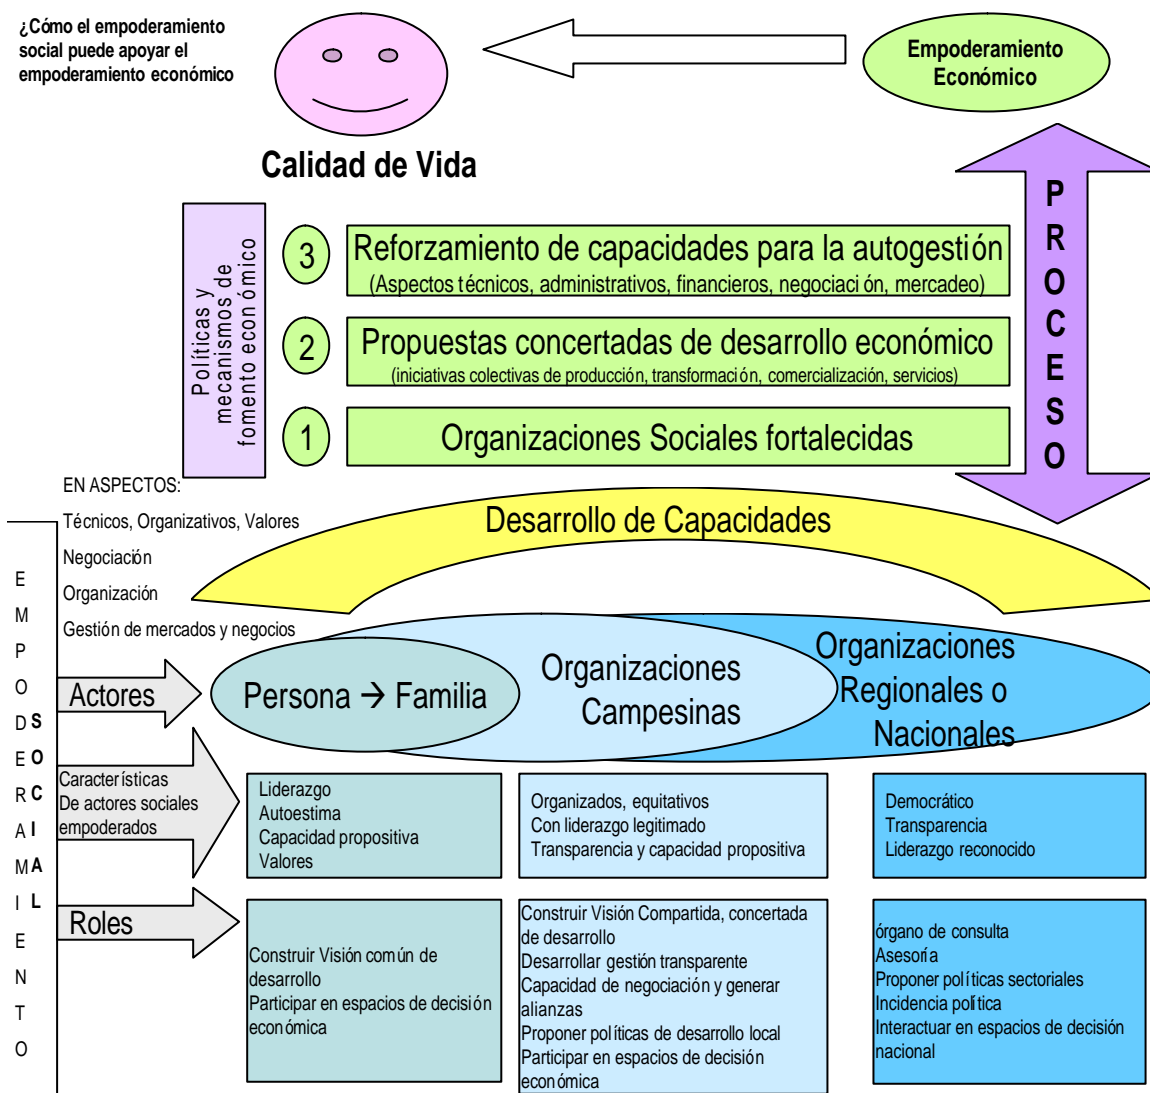 ¿Cómo el empoderamiento
social puede apoyar el
empoderamiento económico
Empoderamiento
Económico
Calidad de Vida
PROCESO
Políticas y
mecanismos de
fomento económico
3
Reforzamiento de capacidades para la autogestión
(Aspectos técnicos, administrativos, financieros, negociación, mercadeo)
2
Propuestas concertadas de desarrollo económico
(iniciativas colectivas de producción, transformación, comercialización, servicios)
1
Organizaciones Sociales fortalecidas
EN ASPECTOS:
Técnicos, Organizativos, Valores
Negociación
Organización
Gestión de mercados y negocios
Desarrollo de Capacidades
EMPODERAMIENTO
SOCIAL
Actores
Persona → Familia
Organizaciones
Campesinas
Organizaciones
Regionales o
Nacionales
Características
De actores sociales
empoderados
Liderazgo
Autoestima
Capacidad propositiva
Valores
Organizados, equitativos
Con liderazgo legitimado
Transparencia y capacidad propositiva
Democrático
Transparencia
Liderazgo reconocido
Roles
Construir Visión común de
desarrollo
Participar en espacios de decisión
económica
Construir Visión Compartida, concertada
de desarrollo
Desarrollar gestión transparente
Capacidad de negociación y generar
alianzas
Proponer políticas de desarrollo local
Participar en espacios de decisión
económica
órgano de consulta
Asesoría
Proponer políticas sectoriales
Incidencia política
Interactuar en espacios de decisión
nacional